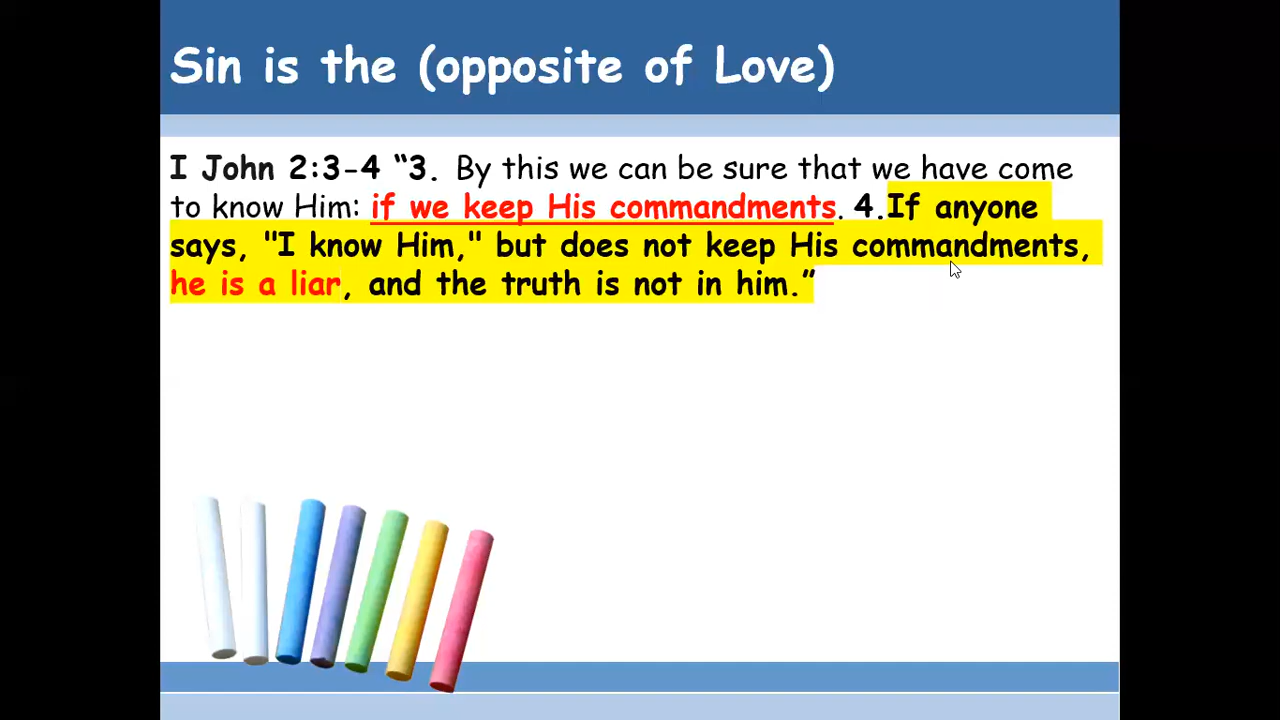 Sin is the (opposite of Love)
I John 2:3-4 “3. By this we can be sure that we have come
to know Him: if we keep His commandments. 4.If anyone
says, "I know Him," but does not keep His commandments,
he is a liar, and the truth is not in him.”